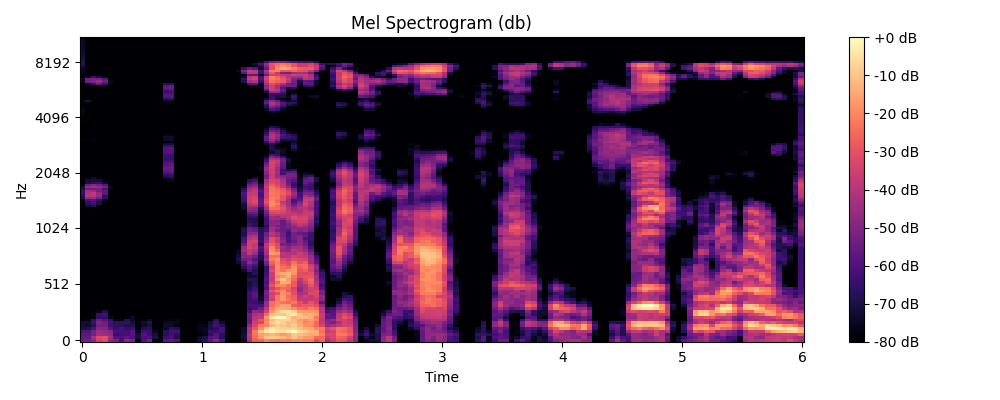 Mel Spectrogram (db)
Hz
8192
4096
2048
1024
512
0
0 1 2 3 4 5 6
Time
+0 dB
-10 dB
-20 dB
-30 dB
-40 dB
-50 dB
-60 dB
-70 dB
-80 dB